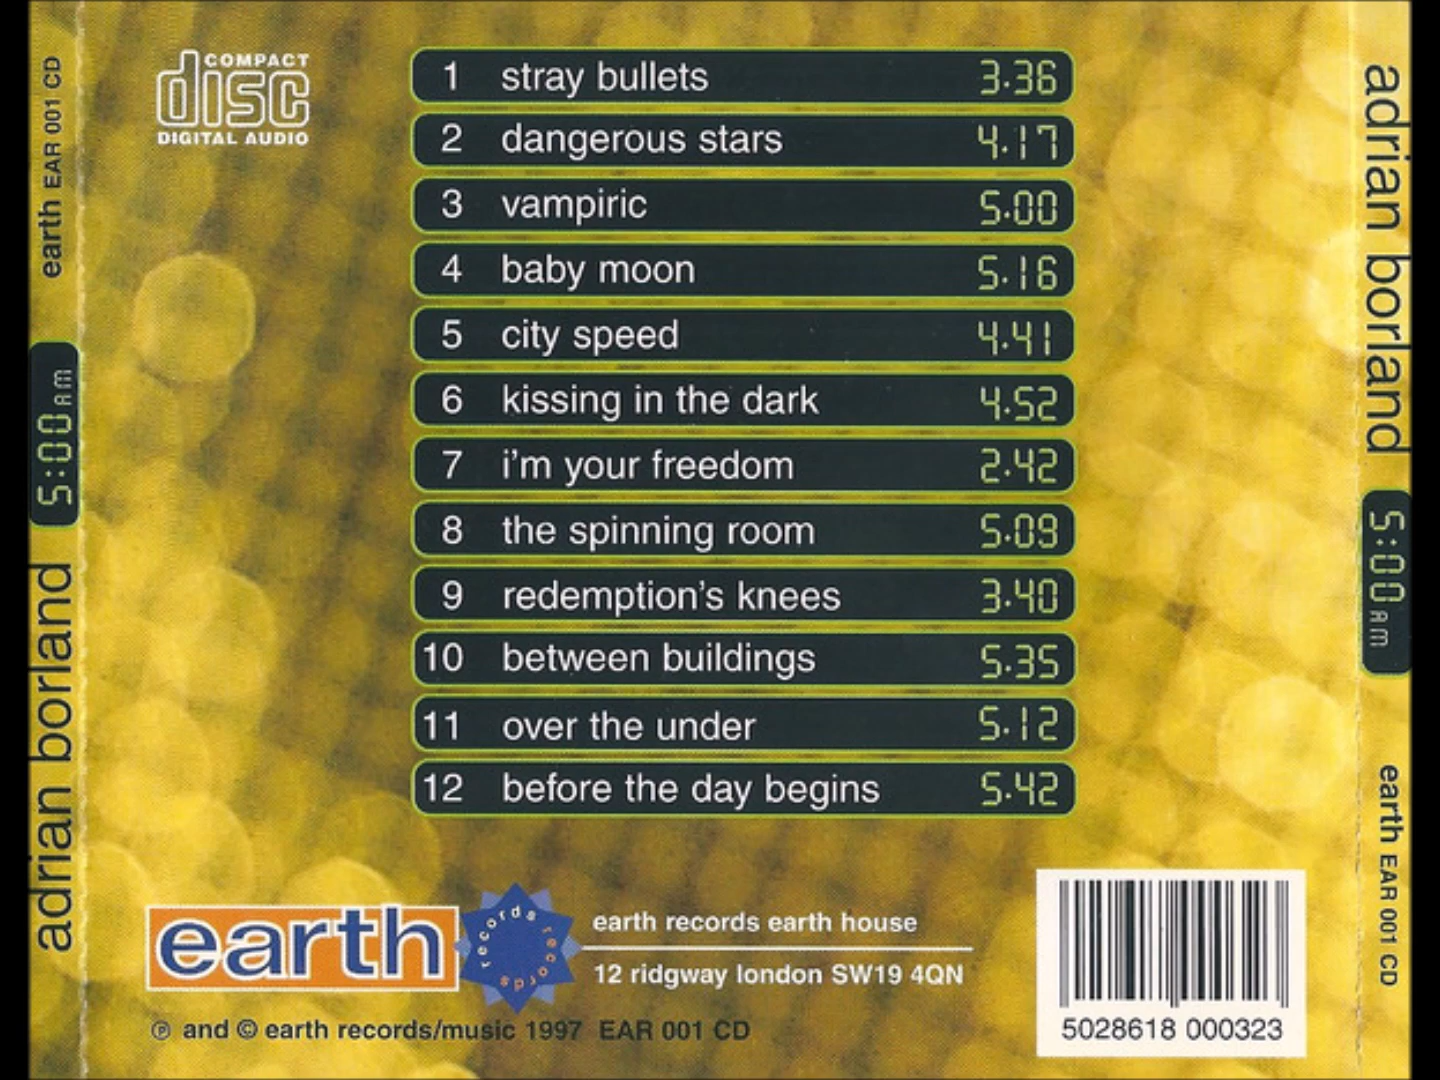 COMPACT
disc
DIGITAL AUDIO
earth EAR 001 CD
5:00 AM
adrian borland
1 stray bullets 3.36
2 dangerous stars 4.17
3 vampiric 5.00
4 baby moon 5.16
5 city speed 4.41
6 kissing in the dark 4.52
7 i'm your freedom 2.42
8 the spinning room 5.09
9 redemption's knees 3.40
10 between buildings 5.35
11 over the under 5.12
12 before the day begins 5.42
adrian borland
5:00 AM
earth EAR 001 CD
earth
records records records
earth records earth house
12 ridgway london SW19 4QN
℗ and © earth records/music 1997 EAR 001 CD
5028618 000323